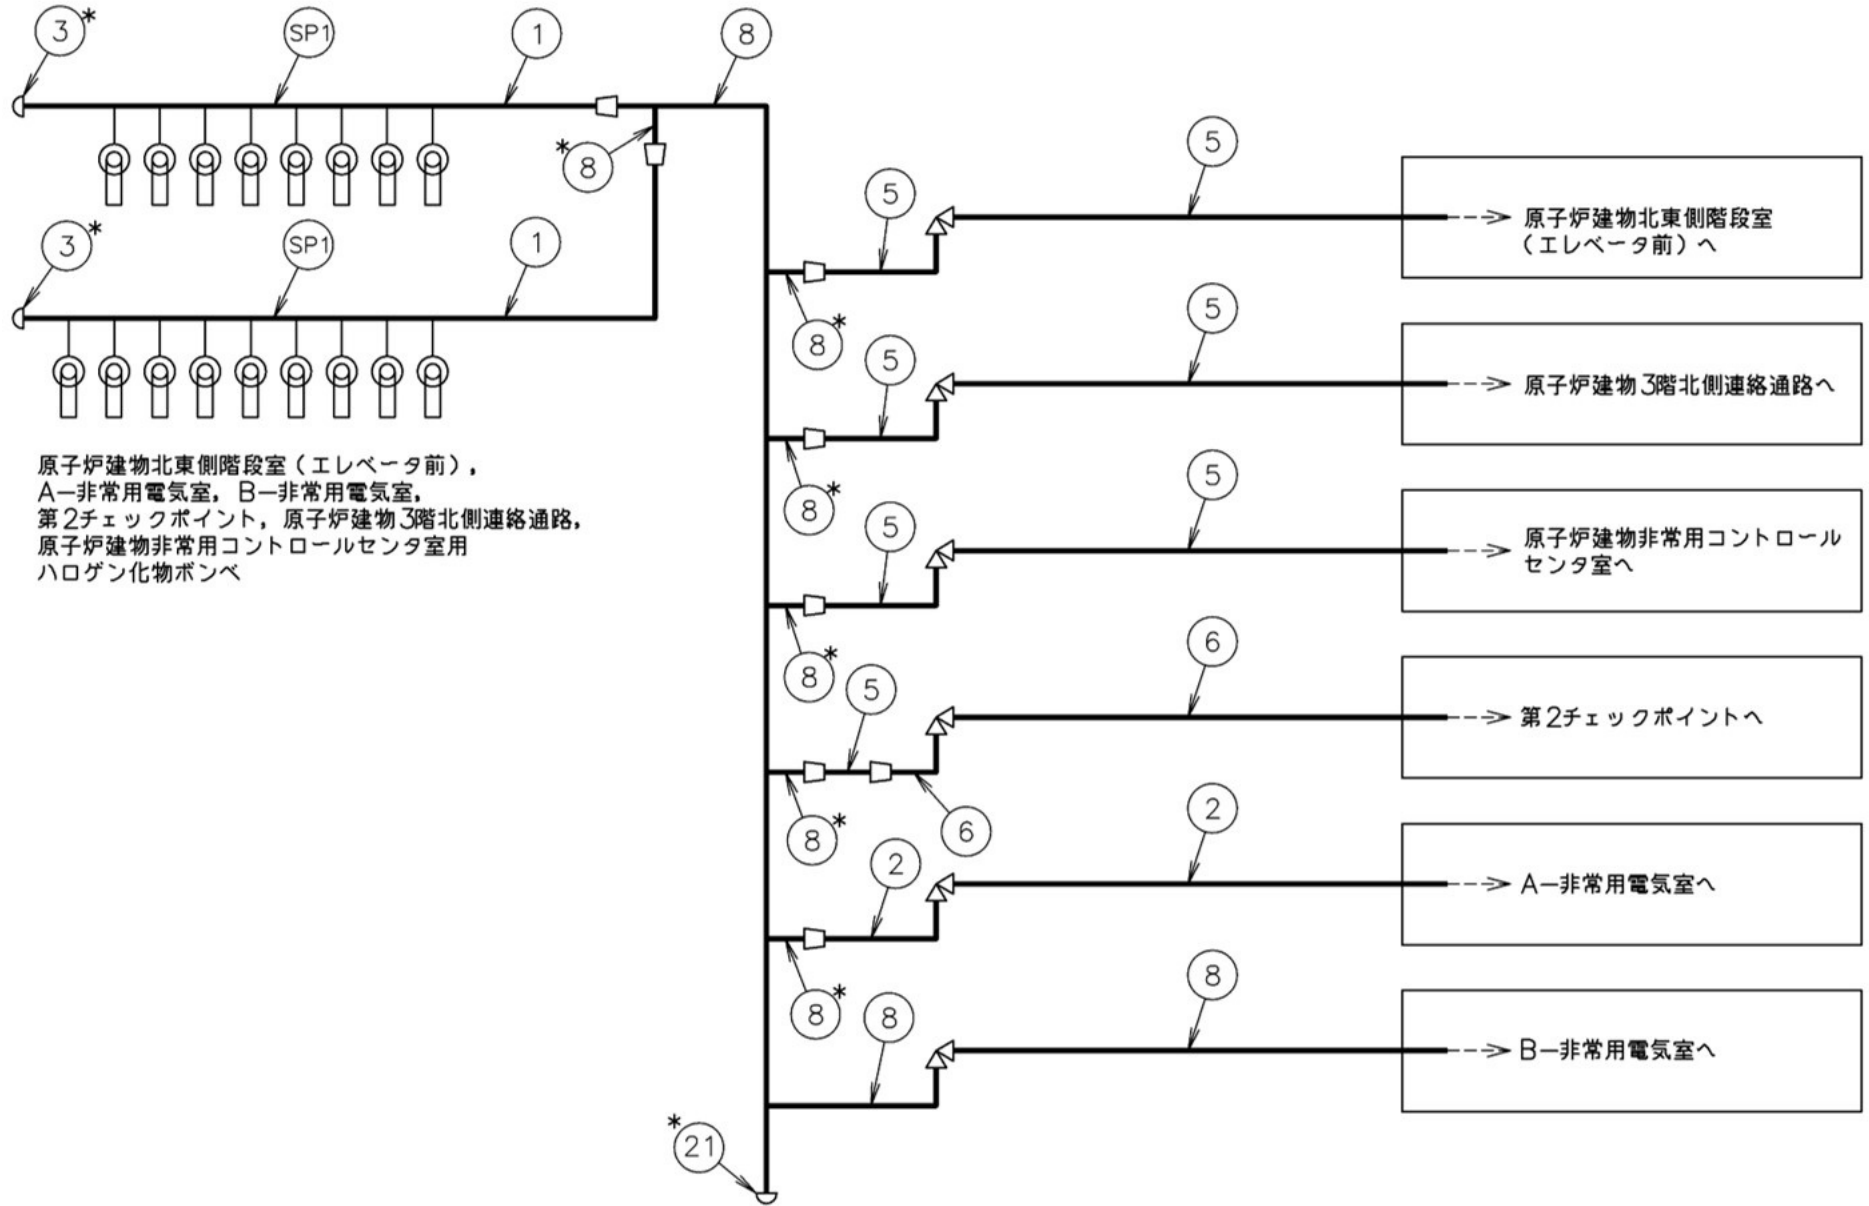 3*
SP1
1
8
*8
5
5
原子炉建物北東側階段室
（エレベータ前）へ
3*
SP1
1
8*
5
5
原子炉建物3階北側連絡通路へ
原子炉建物北東側階段室（エレベータ前），
A－非常用電気室，B－非常用電気室，
第2チェックポイント，原子炉建物3階北側連絡通路，
原子炉建物非常用コントロールセンタ室用
ハロゲン化物ボンベ
8*
5
5
原子炉建物非常用コントロール
センタ室へ
8*
5
6
第2チェックポイントへ
8*
6
2
2
A－非常用電気室へ
8*
8
8
B－非常用電気室へ
*21